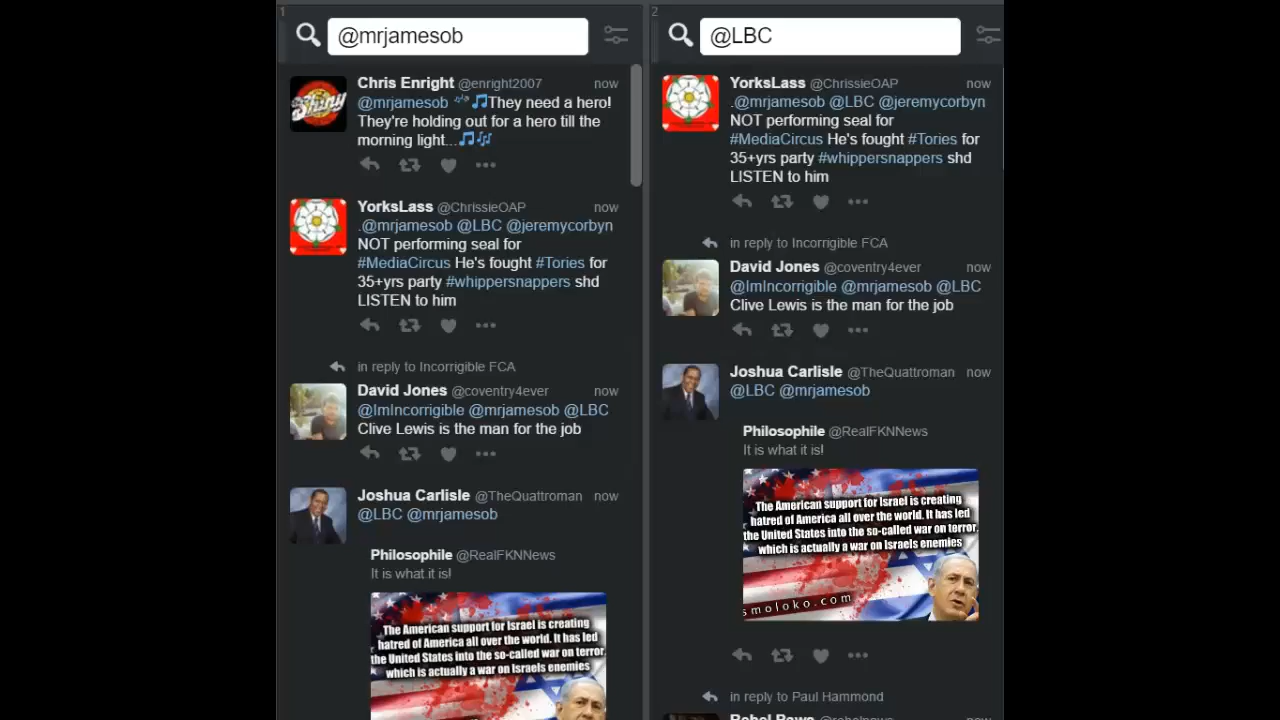 1
@mrjamesob
Chris Enright @enright2007 now
@mrjamesob 🎶🎵They need a hero!
They're holding out for a hero till the
morning light...🎵🎶
YorksLass @ChrissieOAP now
.@mrjamesob @LBC @jeremycorbyn
NOT performing seal for
#MediaCircus He's fought #Tories for
35+yrs party #whippersnappers shd
LISTEN to him
in reply to Incorrigible FCA
David Jones @coventry4ever now
@ImIncorrigible @mrjamesob @LBC
Clive Lewis is the man for the job
Joshua Carlisle @TheQuattroman now
@LBC @mrjamesob
Philosophile @RealFKNNews
It is what it is!
The American support for Israel is creating
hatred of America all over the world. It has led
the United States into the so-called war on terror,
which is actually a war on Israels enemies
2
@LBC
YorksLass @ChrissieOAP now
.@mrjamesob @LBC @jeremycorbyn
NOT performing seal for
#MediaCircus He's fought #Tories for
35+yrs party #whippersnappers shd
LISTEN to him
in reply to Incorrigible FCA
David Jones @coventry4ever now
@ImIncorrigible @mrjamesob @LBC
Clive Lewis is the man for the job
Joshua Carlisle @TheQuattroman now
@LBC @mrjamesob
Philosophile @RealFKNNews
It is what it is!
The American support for Israel is creating
hatred of America all over the world. It has led
the United States into the so-called war on terror,
which is actually a war on Israels enemies
smoloko.com
in reply to Paul Hammond
now